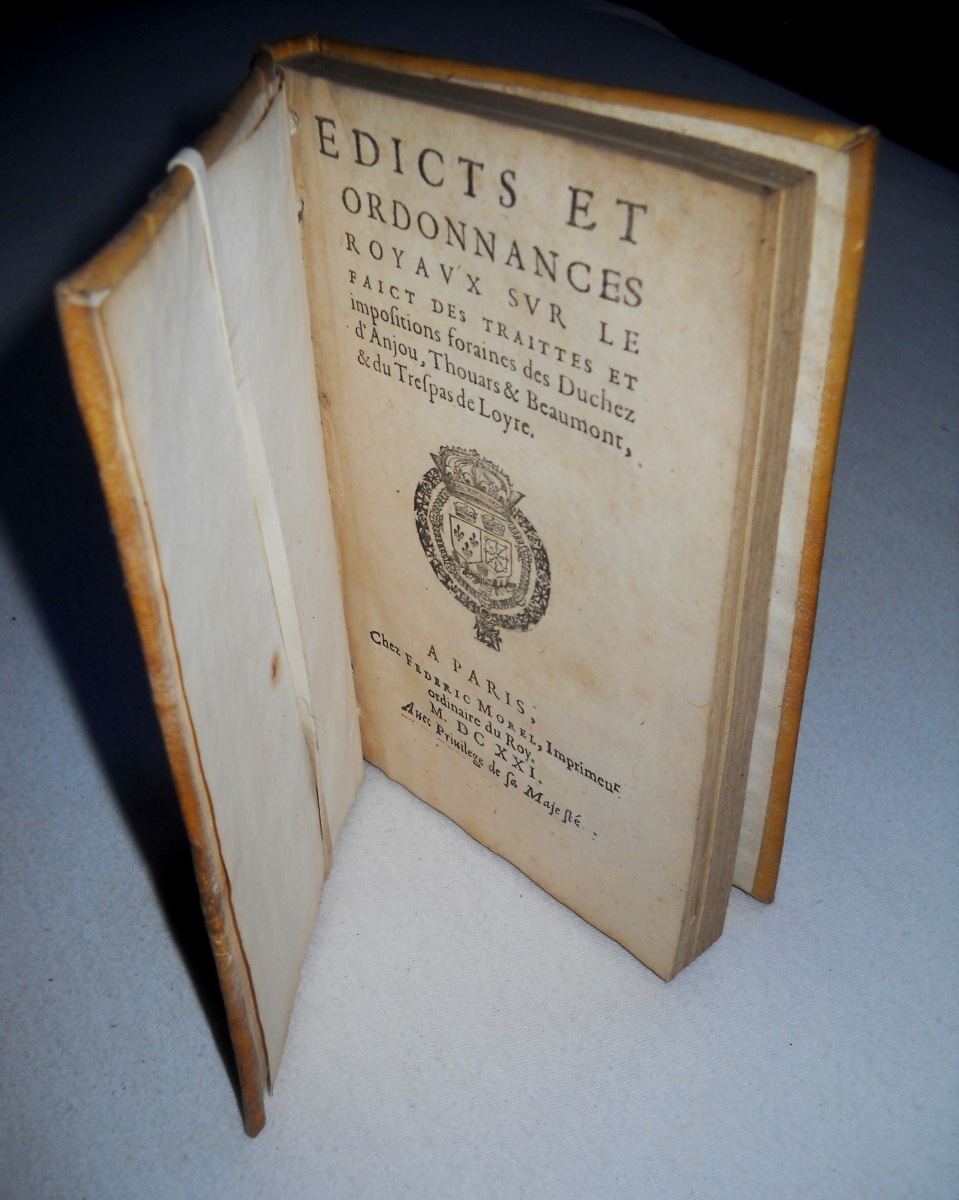 EDICTS ET
ORDONNANCES
ROYAV'X SVR LE
FAICT DES TRAITTES ET
impoſitions foraines des Duchez
d'Anjou, Thouars & Beaumont,
& du Treſpas de Loyre.
A PARIS,
Chez FEDERIC MOREL, Imprimeur
ordinaire du Roy.
M. DC XXI.
Auec Priuilege de ſa Majeſté.